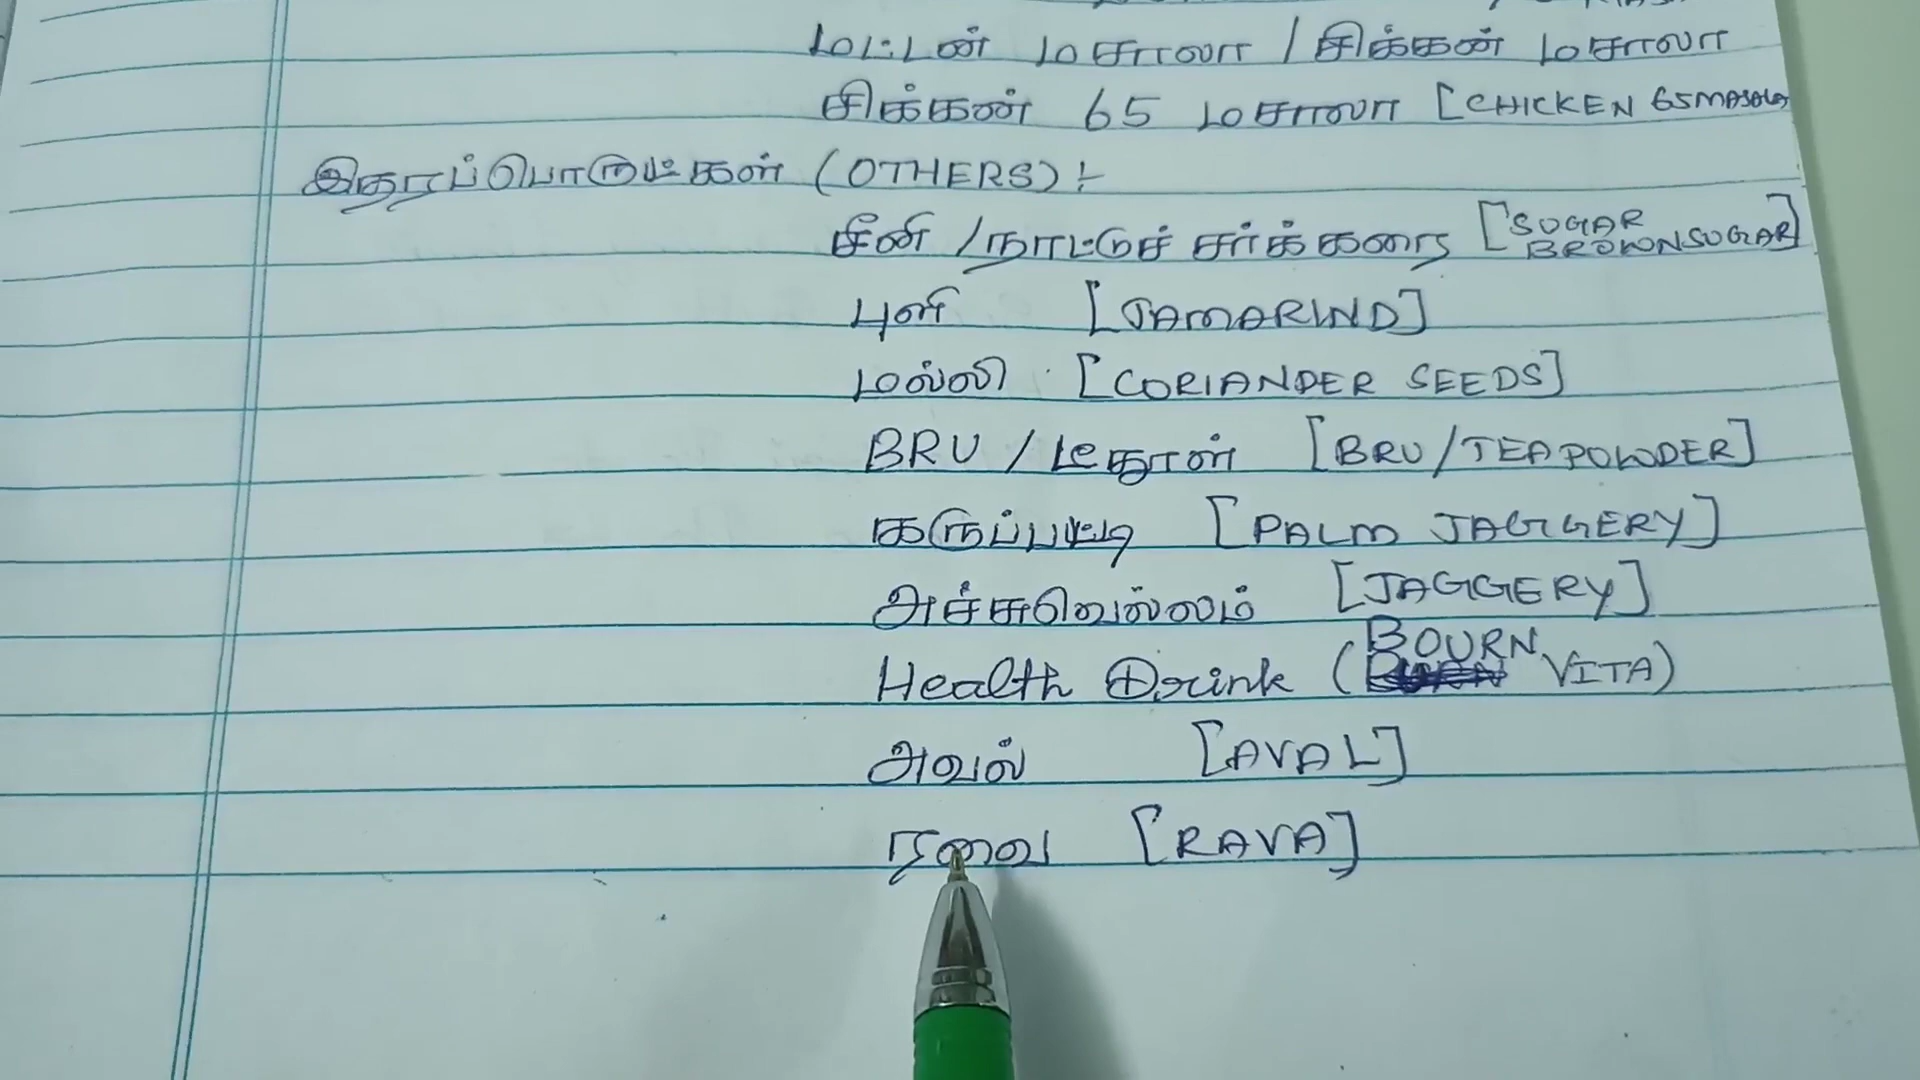 மட்டன் மசாலா / சிக்கன் மசாலா
சிக்கன் 65 மசாலா [CHICKEN 65 MASALA
இதரப்பொருட்கள் (OTHERS) :-
சீனி / நாட்டுச் சர்க்கரை [SUGAR BROWNSUGAR]
புளி [TAMARIND]
மல்லி [CORIANDER SEEDS]
BRU / டீதூள் [BRU/TEAPOWDER]
கருப்பட்டி [PALM JAGGERY]
அச்சுவெல்லம் [JAGGERY]
Health Drink (BOURN VITA)
அவல் [AVAL]
ரவை [RAVA]